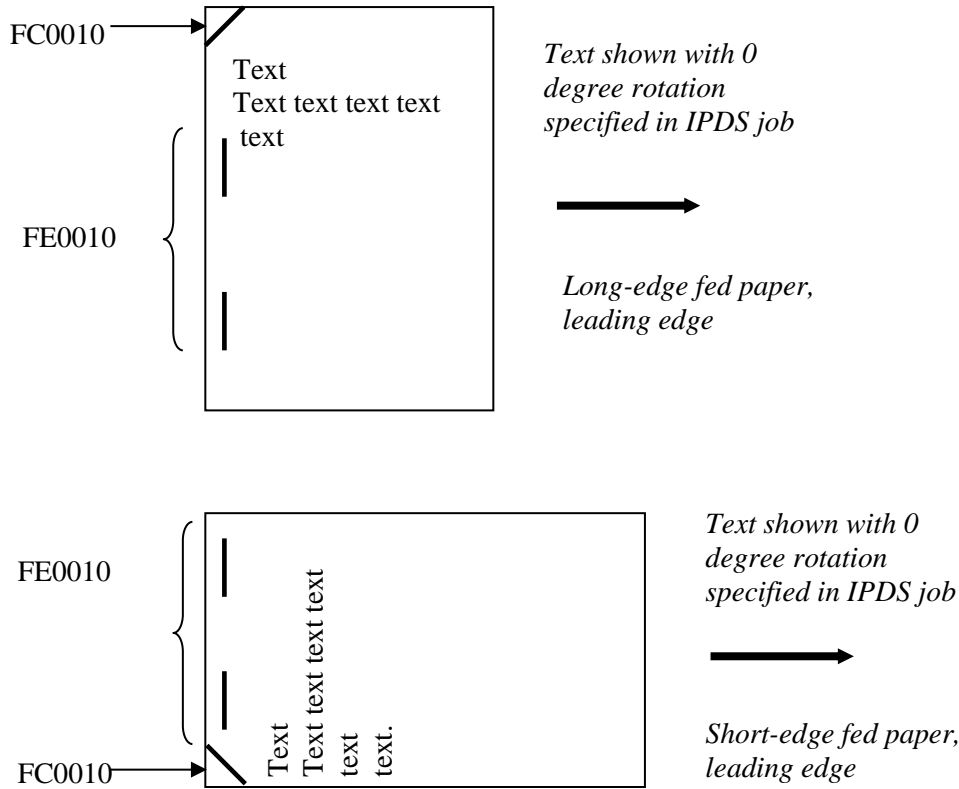 FC0010
Text
Text text text text
text
FE0010
Text shown with 0
degree rotation
specified in IPDS job
Long-edge fed paper,
leading edge
FE0010
FC0010
Text
Text text text text
text
text.
Text shown with 0
degree rotation
specified in IPDS job
Short-edge fed paper,
leading edge